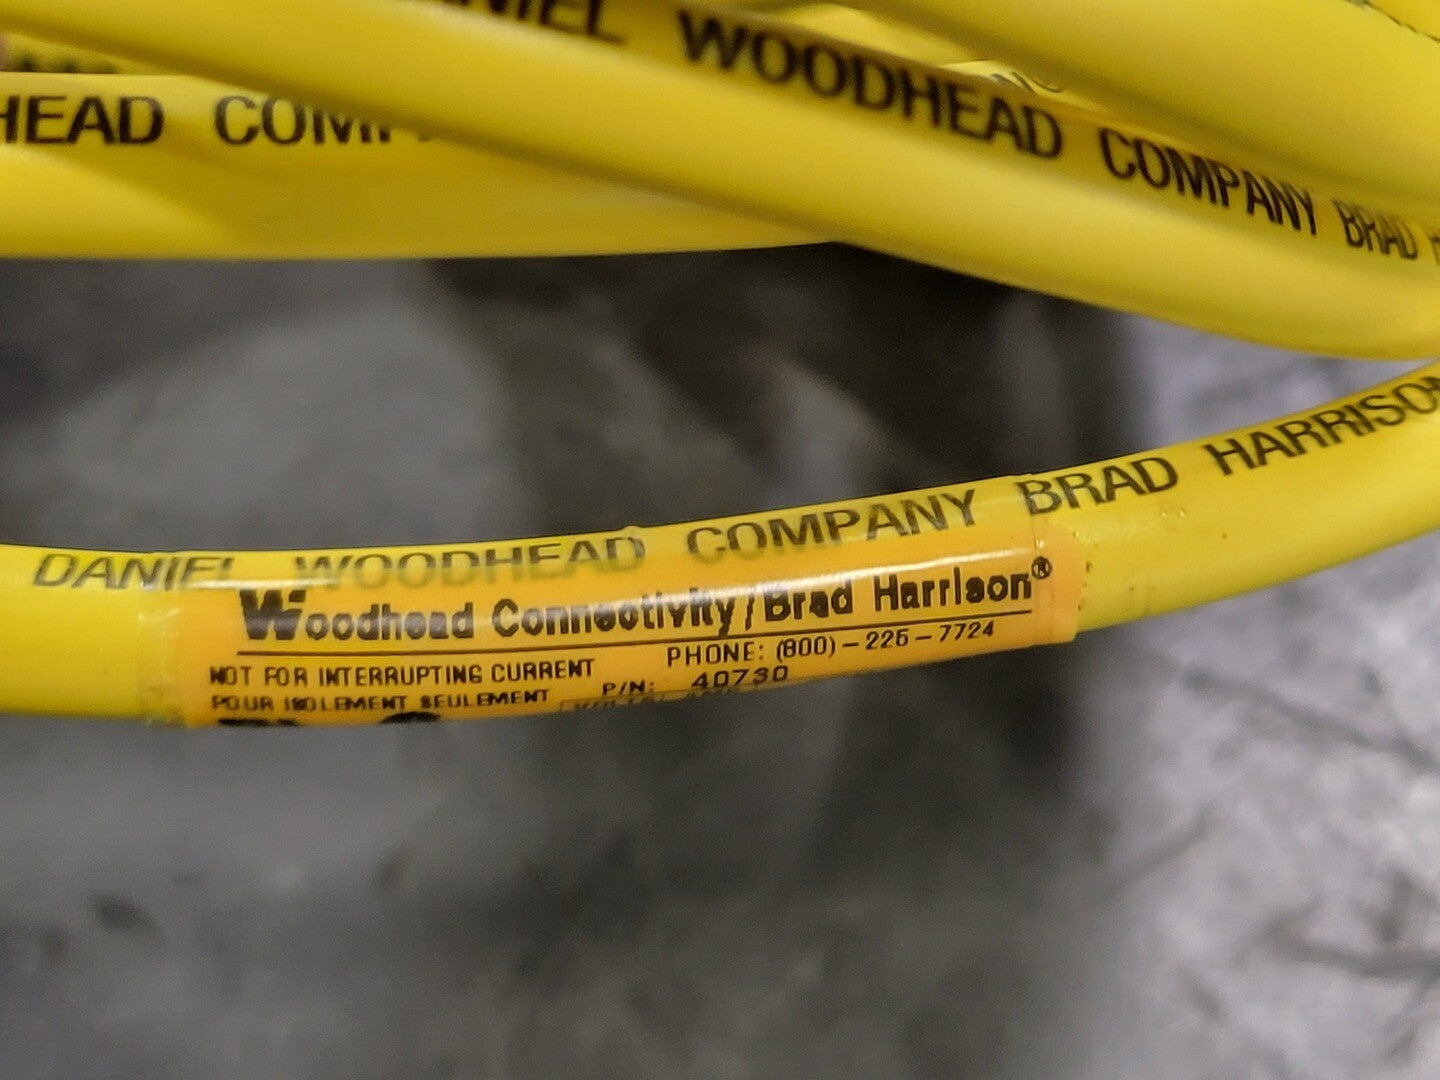 WOODHEAD COMPANY BRAD
HEAD
DANIEL WOODHEAD COMPANY BRAD HARRISON
Woodhead Connectivity/Brad Harrison®
PHONE: (800)-225-7724
NOT FOR INTERRUPTING CURRENT
P/N: 40730
POUR ISOLEMENT SEULEMENT